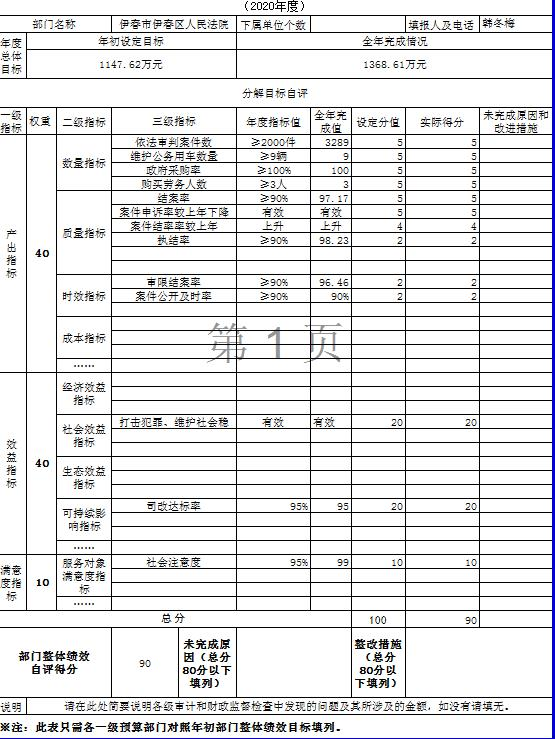 （2020年度）
部门名称 伊春市伊春区人民法院 下属单位个数 填报人及电话 韩冬梅
年度总体目标 年初设定目标 全年完成情况
1147.62万元 1368.61万元
分解目标自评
一级指标 权重 二级指标 三级指标 年度指标值 全年完成值 设定分值 实际得分 未完成原因和改进措施
产出指标 40 数量指标 依法审判案件数 ≥2000件 3289 5 5
维护公务用车数量 ≥9辆 9 5 5
政府采购率 ≥100% 100 5 5
购买劳务人数 ≥3人 3 5 5
质量指标 结案率 ≥90% 97.17 5 5
案件申诉率较上年下降 有效 有效 5 5
案件结率率较上年 上升 上升 4 4
执结率 ≥90% 98.23 2 2
时效指标 审限结案率 ≥90% 96.46 2 2
案件公开及时率 ≥90% 90% 2 2
成本指标
第 1 页
……
效益指标 40 经济效益指标
社会效益指标 打击犯罪、维护社会稳 有效 有效 20 20
生态效益指标
可持续影响指标 司改达标率 95% 95 20 20
……
满意度指标 10 服务对象满意度指标 社会注意度 95% 99 10 10
……
总分 100 90
部门整体绩效自评得分 90 未完成原因（总分80分以下填列） 整改措施（总分80分以下填列）
说明 请在此处简要说明各级审计和财政监督检查中发现的问题及其所涉及的金额，如没有请填无。
※注：此表只需各一级预算部门对照年初部门整体绩效目标填列。